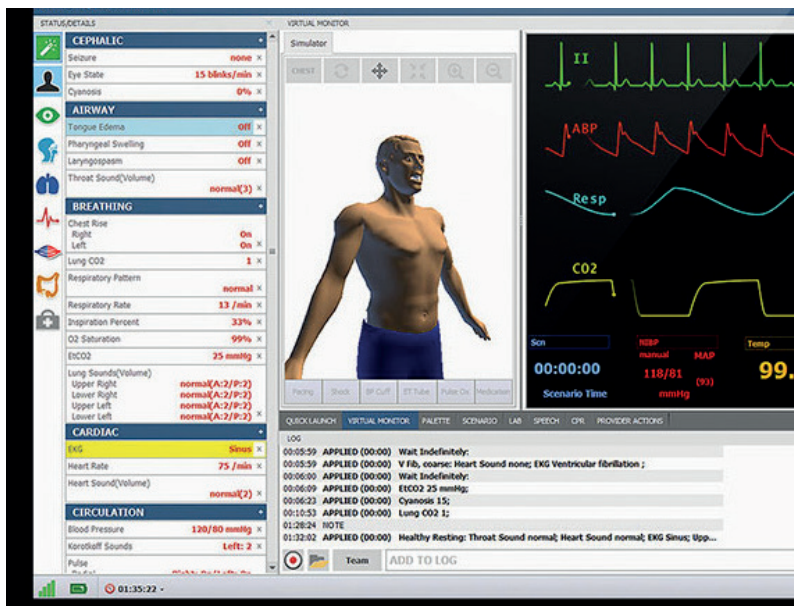 STATUS/DETAILS
CEPHALIC
Seizure none ×
Eye State 15 blinks/min ×
Cyanosis 0% ×
AIRWAY
Tongue Edema Off ×
Pharyngeal Swelling Off ×
Laryngospasm Off ×
Throat Sound(Volume)
normal(3) ×
BREATHING
Chest Rise
Right On
Left On ×
Lung CO2 1 ×
Respiratory Pattern
normal ×
Respiratory Rate 13 /min ×
Inspiration Percent 33% ×
O2 Saturation 99% ×
EtCO2 25 mmHg ×
Lung Sounds(Volume)
Upper Right normal(A:2/P:2)
Lower Right normal(A:2/P:2)
Upper Left normal(A:2/P:2)
Lower Left normal(A:2/P:2) ×
CARDIAC
EKG Sinus ×
Heart Rate 75 /min ×
Heart Sound(Volume)
normal(2) ×
CIRCULATION
Blood Pressure 120/80 mmHg ×
Korotkoff Sounds Left: 2 ×
Pulse
01:35:22
VIRTUAL MONITOR
Simulator
CHEST
Pacing Shock BP Cuff ET Tube Pulse Ox Medication
II
ABP
Resp
CO2
Scn
00:00:00
Scenario Time
NIBP
manual MAP
118/81 (93)
mmHg
Temp
99.
QUICK LAUNCH VIRTUAL MONITOR PALETTE SCENARIO LAB SPEECH CPR PROVIDER ACTIONS
LOG
00:05:59 APPLIED (00:00) Wait Indefinitely:
00:05:59 APPLIED (00:00) V Fib, coarse: Heart Sound none; EKG Ventricular fibrillation ;
00:06:00 APPLIED (00:00) Wait Indefinitely:
00:06:09 APPLIED (00:00) EtCO2 25 mmHg;
00:06:23 APPLIED (00:00) Cyanosis 15;
00:10:53 APPLIED (00:00) Lung CO2 1;
01:28:24 NOTE
01:32:02 APPLIED (00:00) Healthy Resting: Throat Sound normal; Heart Sound normal; EKG Sinus; Upp...
Team ADD TO LOG